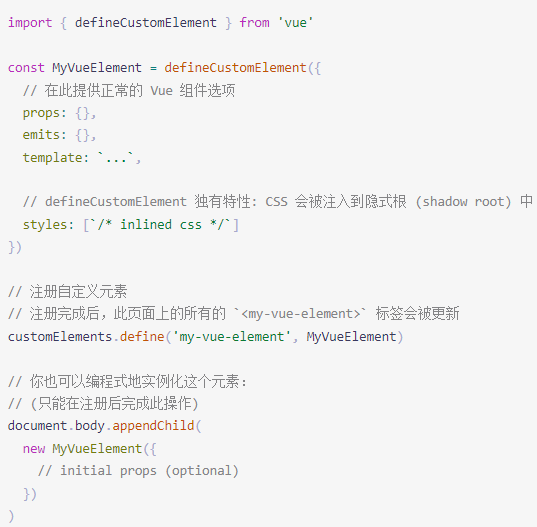 import { defineCustomElement } from 'vue'
const MyVueElement = defineCustomElement({
// 在此提供正常的 Vue 组件选项
props: {},
emits: {},
template: `...`,
// defineCustomElement 独有特性: CSS 会被注入到隐式根 (shadow root) 中
styles: [`/* inlined css */`]
})
// 注册自定义元素
// 注册完成后，此页面上的所有的 `<my-vue-element>` 标签会被更新
customElements.define('my-vue-element', MyVueElement)
// 你也可以编程式地实例化这个元素：
// (只能在注册后完成此操作)
document.body.appendChild(
new MyVueElement({
// initial props (optional)
})
)